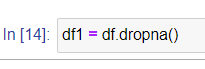 In [14]: df1 = df.dropna()